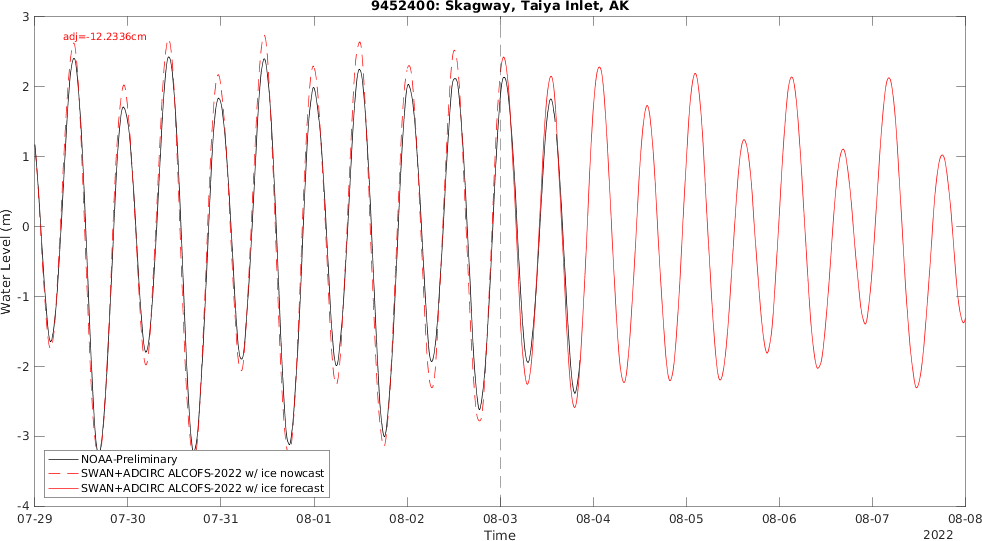 9452400: Skagway, Taiya Inlet, AK
adj=-12.2336cm
3
2
1
0
-1
-2
-3
-4
Water Level (m)
NOAA-Preliminary
SWAN+ADCIRC ALCOFS-2022 w/ ice nowcast
SWAN+ADCIRC ALCOFS-2022 w/ ice forecast
07-29 07-30 07-31 08-01 08-02 08-03 08-04 08-05 08-06 08-07 08-08
Time
2022